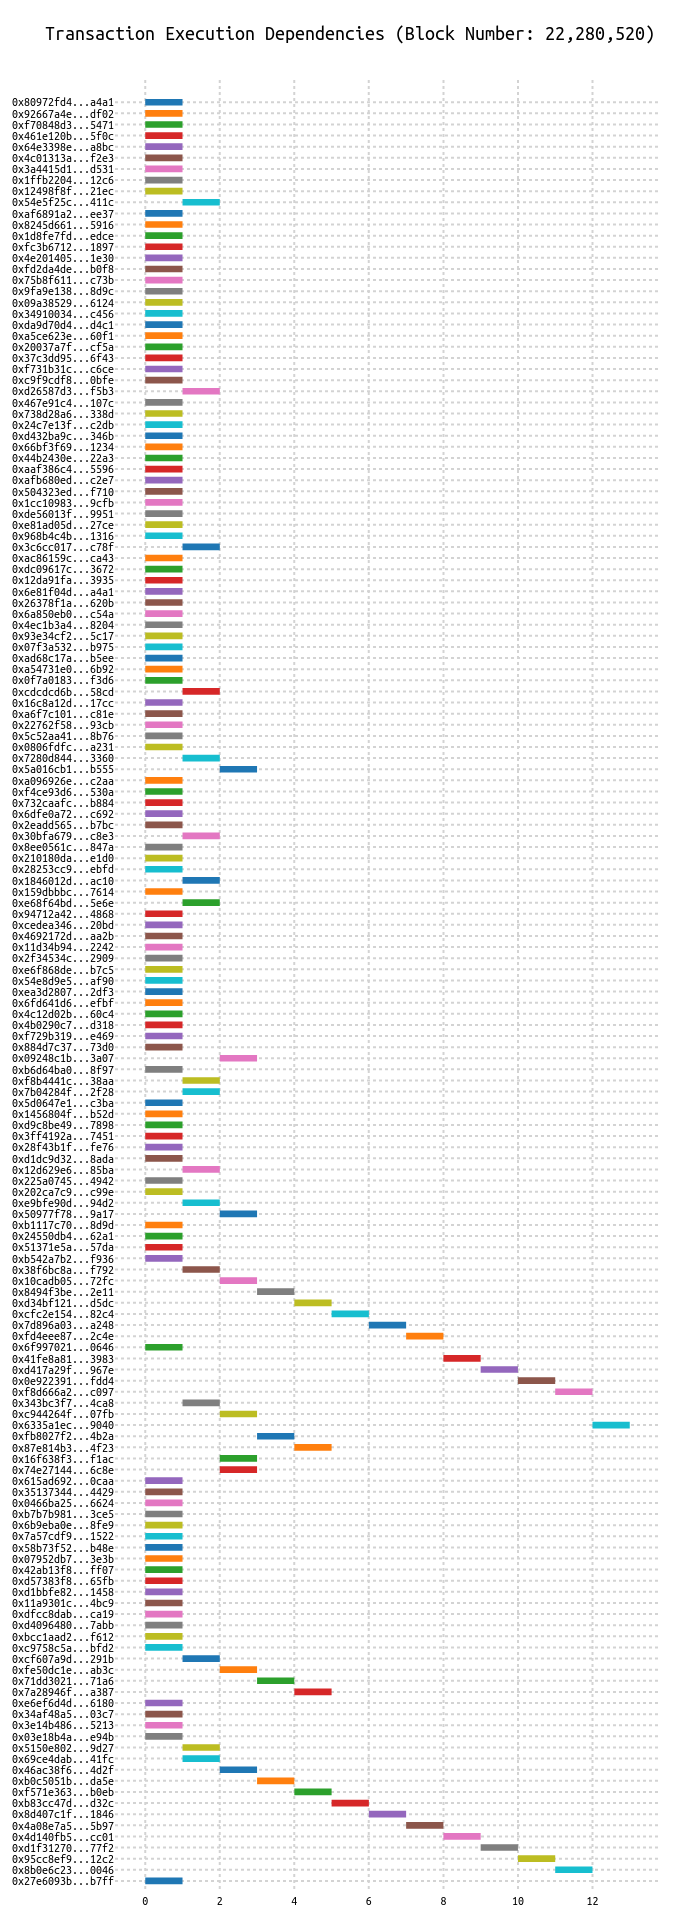 Transaction Execution Dependencies (Block Number: 22,280,520)
0x80972fd4...a4a1
0x92667a4e...df02
0xf70848d3...5471
0x461e120b...5f0c
0x64e3398e...a8bc
0x4c01313a...f2e3
0x3a4415d1...d531
0x1ffb2204...12c6
0x12498f8f...21ec
0x54e5f25c...411c
0xaf6891a2...ee37
0x8245d661...5916
0x1d8fe7fd...edce
0xfc3b6712...1897
0x4e201405...1e30
0xfd2da4de...b0f8
0x75b8f611...c73b
0x9fa9e138...8d9c
0x09a38529...6124
0x34910034...c456
0xda9d70d4...d4c1
0xa5ce623e...60f1
0x20037a7f...cf5a
0x37c3dd95...6f43
0xf731b31c...c6ce
0xc9f9cdf8...0bfe
0xd26587d3...f5b3
0x467e91c4...107c
0x738d28a6...338d
0x24c7e13f...c2db
0xd432ba9c...346b
0x66bf3f69...1234
0x44b2430e...22a3
0xaaf386c4...5596
0xafb680ed...c2e7
0x504323ed...f710
0x1cc10983...9cfb
0xde56013f...9951
0xe81ad05d...27ce
0x968b4c4b...1316
0x3c6cc017...c78f
0xac86159c...ca43
0xdc09617c...3672
0x12da91fa...3935
0x6e81f04d...a4a1
0x26378f1a...620b
0x6a850eb0...c54a
0x4ec1b3a4...8204
0x93e34cf2...5c17
0x07f3a532...b975
0xad68c17a...b5ee
0xa54731e0...6b92
0x0f7a0183...f3d6
0xcdcdcd6b...58cd
0x16c8a12d...17cc
0xa6f7c101...c81e
0x22762f58...93cb
0x5c52aa41...8b76
0x0806fdfc...a231
0x7280d844...3360
0x5a016cb1...b555
0xa096926e...c2aa
0xf4ce93d6...530a
0x732caafc...b884
0x6dfe0a72...c692
0x2eadd565...b7bc
0x30bfa679...c8e3
0x8ee0561c...847a
0x210180da...e1d0
0x28253cc9...ebfd
0x1846012d...ac10
0x159dbbbc...7614
0xe68f64bd...5e6e
0x94712a42...4868
0xcedea346...20bd
0x4692172d...aa2b
0x11d34b94...2242
0x2f34534c...2909
0xe6f868de...b7c5
0x54e8d9e5...af90
0xea3d2807...2df3
0x6fd641d6...efbf
0x4c12d02b...60c4
0x4b0290c7...d318
0xf729b319...e469
0x884d7c37...73d0
0x09248c1b...3a07
0xb6d64ba0...8f97
0xf8b4441c...38aa
0x7b04284f...2f28
0x5d0647e1...c3ba
0x1456804f...b52d
0xd9c8be49...7898
0x3ff4192a...7451
0x28f43b1f...fe76
0xd1dc9d32...8ada
0x12d629e6...85ba
0x225a0745...4942
0x202ca7c9...c99e
0xe9bfe90d...94d2
0x50977f78...9a17
0xb1117c70...8d9d
0x24550db4...62a1
0x51371e5a...57da
0xb542a7b2...f936
0x38f6bc8a...f792
0x10cadb05...72fc
0x8494f3be...2e11
0xd34bf121...d5dc
0xcfc2e154...82c4
0x7d896a03...a248
0xfd4eee87...2c4e
0x6f997021...0646
0x41fe8a81...3983
0xd417a29f...967e
0x0e922391...fdd4
0xf8d666a2...c097
0x343bc3f7...4ca8
0xc944264f...07fb
0x6335a1ec...9040
0xfb8027f2...4b2a
0x87e814b3...4f23
0x16f638f3...f1ac
0x74e27144...6c8e
0x615ad692...0caa
0x35137344...4429
0x0466ba25...6624
0xb7b7b981...3ce5
0x6b9eba0e...8fe9
0x7a57cdf9...1522
0x58b73f52...b48e
0x07952db7...3e3b
0x42ab13f8...ff07
0xd57383f8...65fb
0xd1bbfe82...1458
0x11a9301c...4bc9
0xdfcc8dab...ca19
0xd4096480...7abb
0xbcc1aad2...f612
0xc9758c5a...bfd2
0xcf607a9d...291b
0xfe50dc1e...ab3c
0x71dd3021...71a6
0x7a28946f...a387
0xe6ef6d4d...6180
0x34af48a5...03c7
0x3e14b486...5213
0x03e18b4a...e94b
0x5150e802...9d27
0x69ce4dab...41fc
0x46ac38f6...4d2f
0xb0c5051b...da5e
0xf571e363...b0eb
0xb83cc47d...d32c
0x8d407c1f...1846
0x4a08e7a5...5b97
0x4d140fb5...cc01
0xd1f31270...77f2
0x95cc8ef9...12c2
0x8b0e6c23...0046
0x27e6093b...b7ff
0 2 4 6 8 10 12